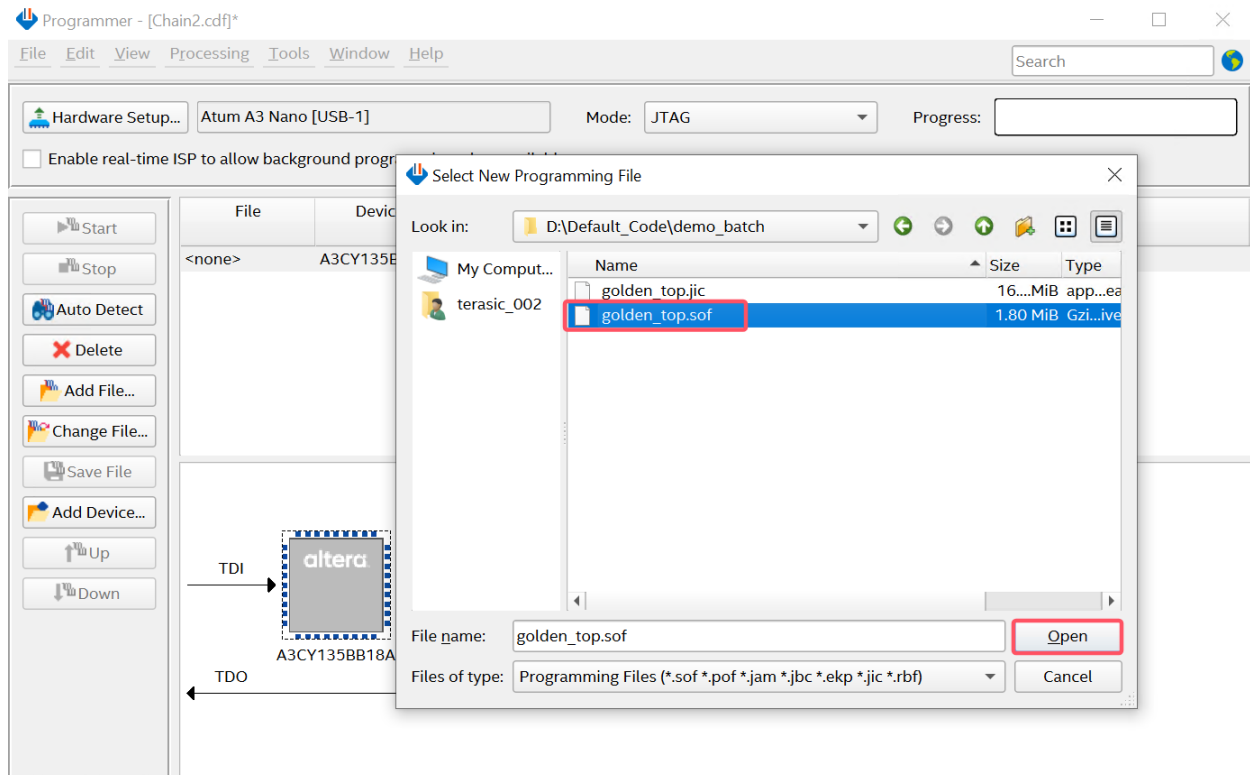 Programmer - [Chain2.cdf]*
File Edit View Processing Tools Window Help
Search
Hardware Setup... Atum A3 Nano [USB-1] Mode: JTAG Progress:
Enable real-time ISP to allow background
Select New Programming File
Look in: D:\Default_Code\demo_batch
Start
Stop
Auto Detect
Delete
Add File...
Change File...
Save File
Add Device...
Up
Down
File Devic
<none> A3CY135B
My Comput...
terasic_002
Name Size Type
golden_top.jic 16....MiB app...ea
golden_top.sof 1.80 MiB Gzi...ive
TDI
altera
A3CY135BB18A
TDO
File name: golden_top.sof Open
Files of type: Programming Files (*.sof *.pof *.jam *.jbc *.ekp *.jic *.rbf) Cancel